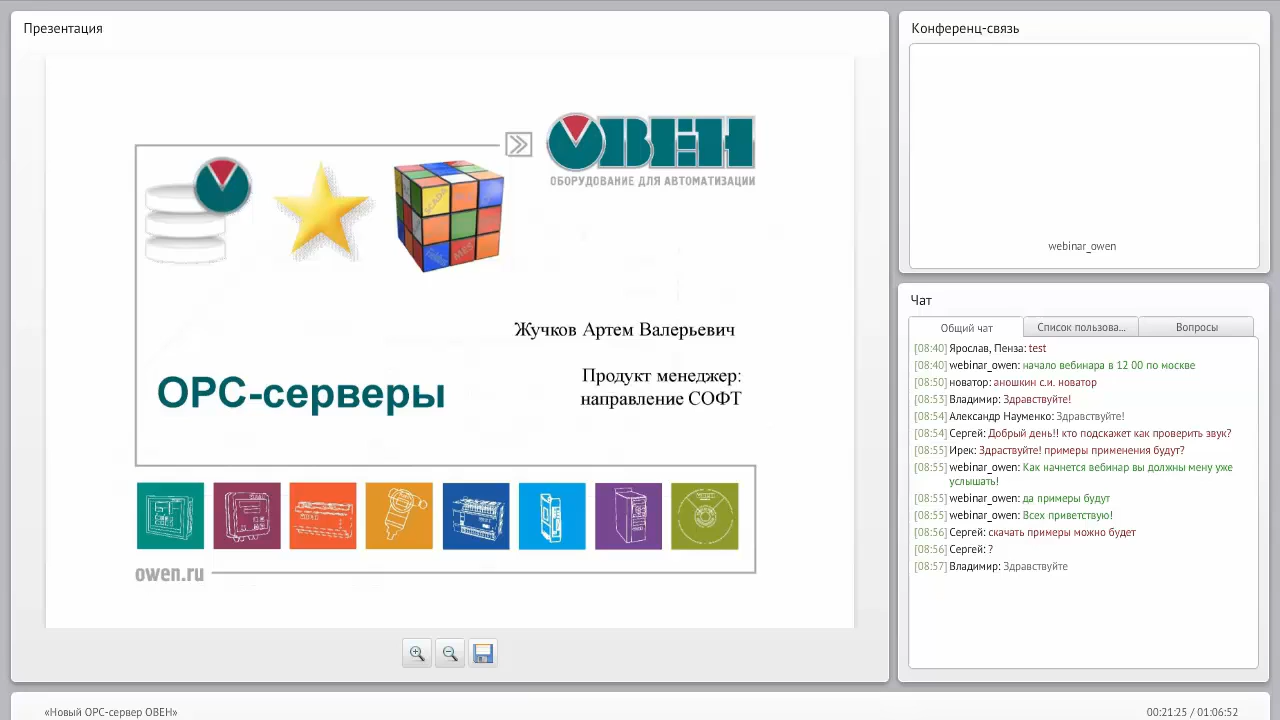 Презентация
ОВЕН
ОБОРУДОВАНИЕ ДЛЯ АВТОМАТИЗАЦИИ
Жучков Артем Валерьевич
Продукт менеджер:
направление СОФТ
ОРС-серверы
owen.ru
Конференц-связь
webinar_owen
Чат
Общий чат
Список пользова...
Вопросы
[08:40] Ярослав, Пенза: test
[08:40] webinar_owen: начало вебинара в 12 00 по москве
[08:50] новатор: аношкин с.и. новатор
[08:53] Владимир: Здравствуйте!
[08:54] Александр Науменко: Здравствуйте!
[08:54] Сергей: Добрый день!! кто подскажет как проверить звук?
[08:55] Ирек: Здраствуйте! примеры применения будут?
[08:55] webinar_owen: Как начнется вебинар вы должны мену уже
услышать!
[08:55] webinar_owen: да примеры будут
[08:55] webinar_owen: Всех приветствую!
[08:56] Сергей: скачать примеры можно будет
[08:56] Сергей: ?
[08:57] Владимир: Здравствуйте
«Новый ОРС-сервер ОВЕН»
00:21:25 / 01:06:52